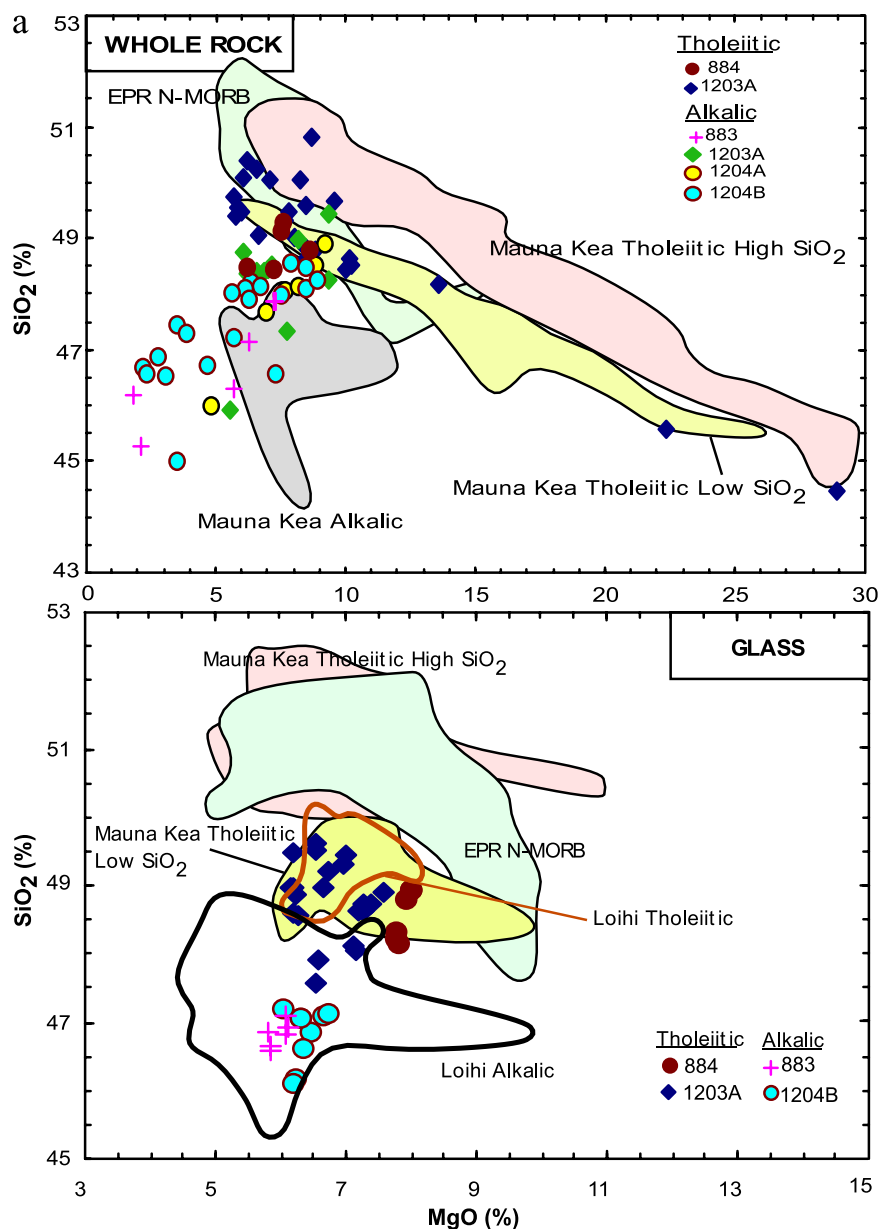 a
53
WHOLE ROCK
Tholeiitic
884
1203A
Alkalic
883
1203A
1204A
1204B
EPR N-MORB
51
Mauna Kea Tholeiitic High SiO2
49
SiO2 (%)
47
45
Mauna Kea Tholeiitic Low SiO2
Mauna Kea Alkalic
43
0 5 10 15 20 25 30
53
GLASS
Mauna Kea Tholeiitic High SiO2
51
Mauna Kea Tholeiitic
Low SiO2
EPR N-MORB
49
SiO2 (%)
Loihi Tholeiitic
47
Loihi Alkalic
Tholeiitic
884
1203A
Alkalic
883
1204B
45
3 5 7 9 11 13 15
MgO (%)